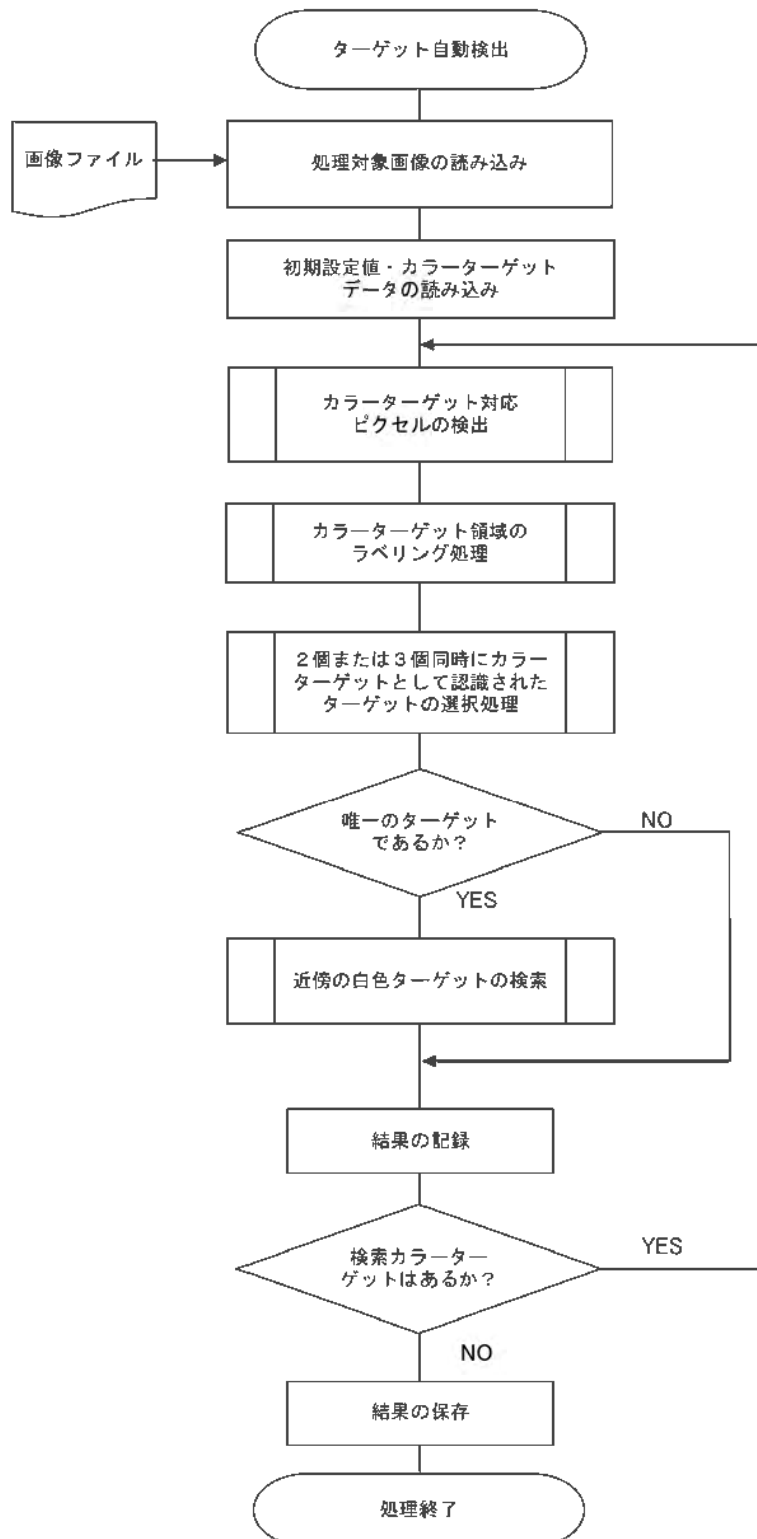 ターゲット自動検出
画像ファイル
処理対象画像の読み込み
初期設定値・カラーターゲット
データの読み込み
カラーターゲット対応
ピクセルの検出
カラーターゲット領域の
ラベリング処理
２個または３個同時にカラー
ターゲットとして認識された
ターゲットの選択処理
唯一のターゲット
であるか？
NO
YES
近傍の白色ターゲットの検索
結果の記録
検索カラーター
ゲットはあるか？
YES
NO
結果の保存
処理終了